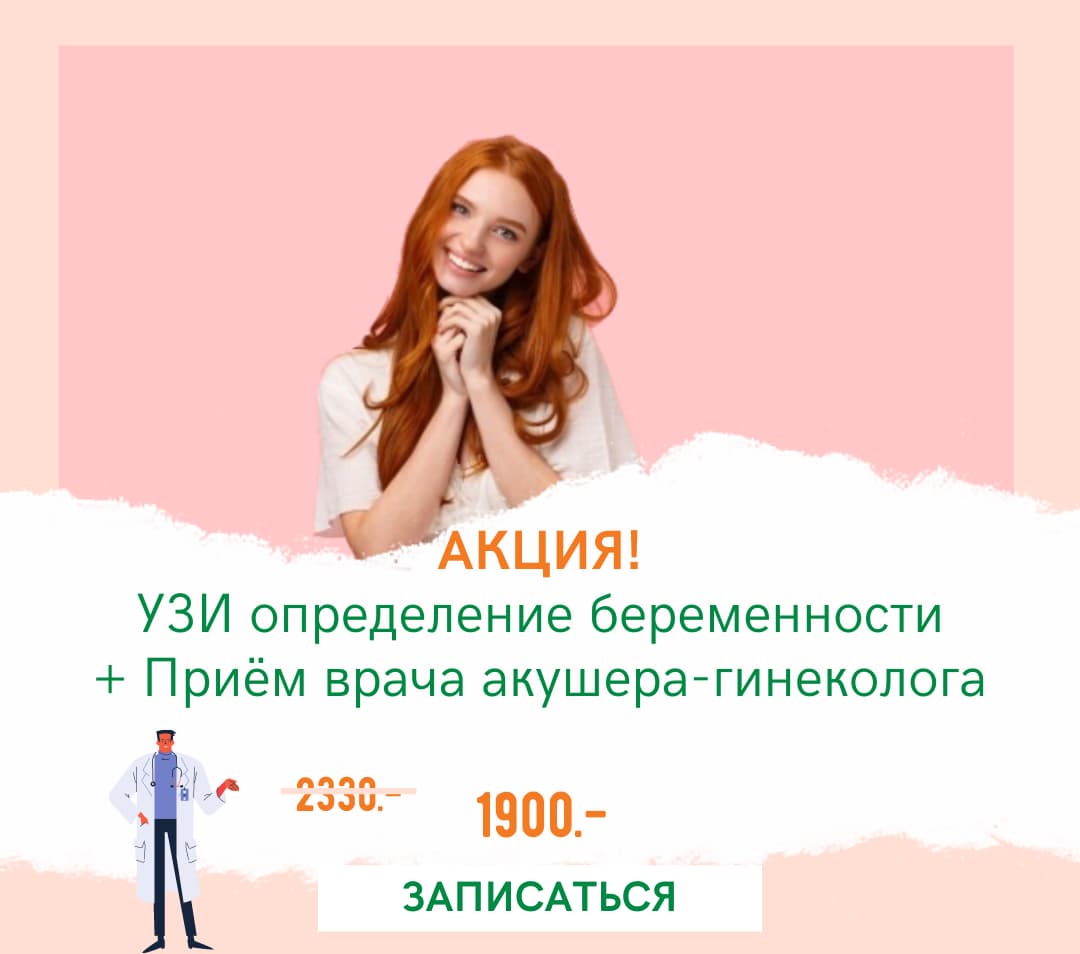 АКЦИЯ!
УЗИ определение беременности
+ Приём врача акушера-гинеколога
2330.-
1900.-
ЗАПИСАТЬСЯ